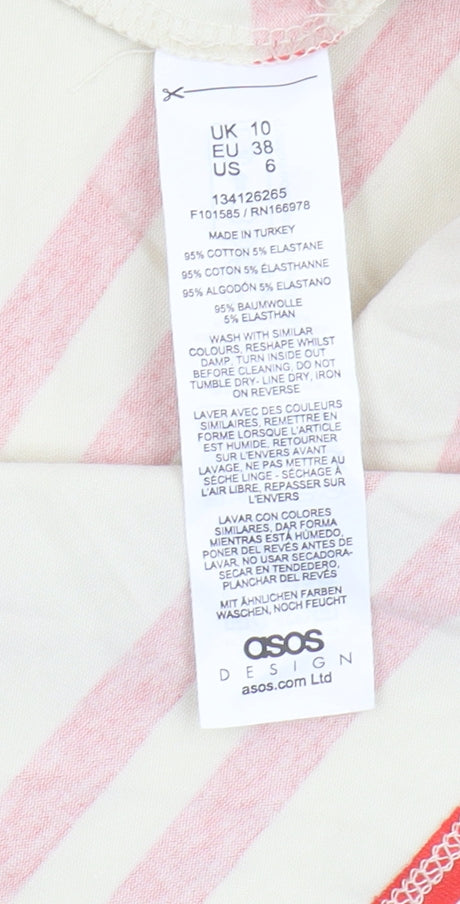 UK 10
EU 38
US 6
134126265
F101585 / RN166978
MADE IN TURKEY
95% COTTON 5% ELASTANE
95% COTON 5% ÉLASTHANNE
95% ALGODÓN 5% ELASTANO
95% BAUMWOLLE
5% ELASTHAN
WASH WITH SIMILAR
COLOURS, RESHAPE WHILST
DAMP, TURN INSIDE OUT
BEFORE CLEANING, DO NOT
TUMBLE DRY- LINE DRY, IRON
ON REVERSE
LAVER AVEC DES COULEURS
SIMILAIRES, REMETTRE EN
FORME LORSQUE L'ARTICLE
EST HUMIDE, RETOURNER
SUR L'ENVERS AVANT
LAVAGE, NE PAS METTRE AU
SÈCHE LINGE - SÉCHAGE À
L'AIR LIBRE, REPASSER SUR
L'ENVERS
LAVAR CON COLORES
SIMILARES, DAR FORMA
MIENTRAS ESTÁ HÚMEDO,
PONER DEL REVÉS ANTES DE
LAVAR, NO USAR SECADORA-
SECAR EN TENDEDERO,
PLANCHAR DEL REVÉS
MIT ÄHNLICHEN FARBEN
WASCHEN, NOCH FEUCHT
asos
DESIGN
asos.com Ltd